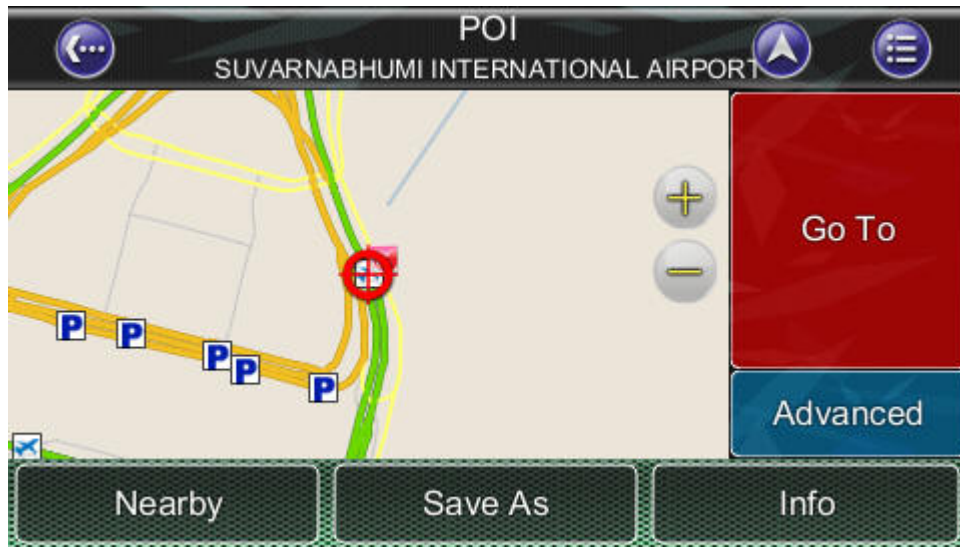 POI
SUVARNABHUMI INTERNATIONAL AIRPORT
Go To
P
P
P
P
P
Advanced
Nearby
Save As
Info